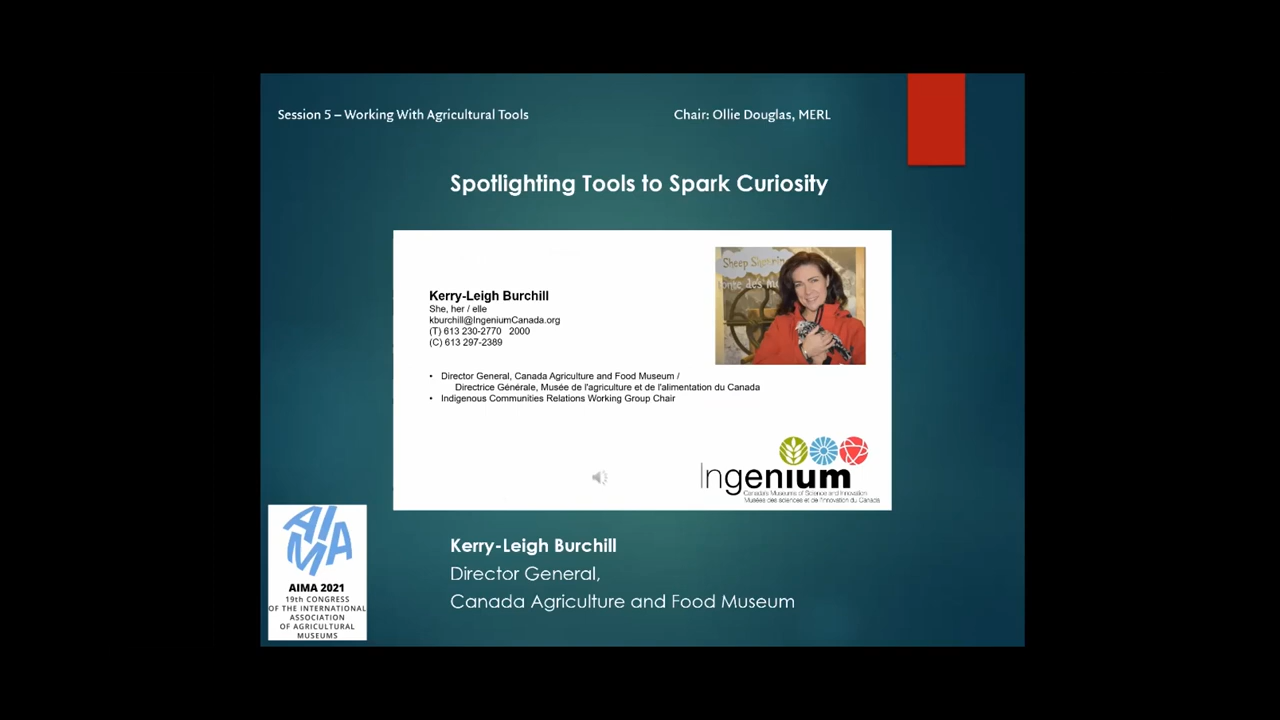 Session 5 – Working With Agricultural Tools
Chair: Ollie Douglas, MERL
Spotlighting Tools to Spark Curiosity
Kerry-Leigh Burchill
She, her / elle
kburchill@IngeniumCanada.org
(T) 613 230-2770 2000
(C) 613 297-2389
• Director General, Canada Agriculture and Food Museum /
Directrice Générale, Musée de l'agriculture et de l'alimentation du Canada
• Indigenous Communities Relations Working Group Chair
Sheep Shearin
Ingenium
Canada's Museums of Science and Innovation
Musées des sciences et de l'innovation du Canada
Kerry-Leigh Burchill
Director General,
Canada Agriculture and Food Museum
AIMA
AIMA 2021
19th CONGRESS
OF THE INTERNATIONAL
ASSOCIATION
OF AGRICULTURAL
MUSEUMS